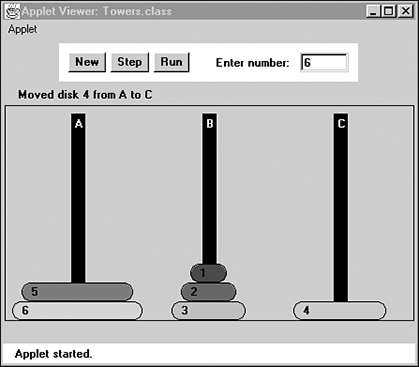 Applet Viewer: Towers.class
Applet
New Step Run Enter number: 6
Moved disk 4 from A to C
A B C
1
5 2
6 3 4
Applet started.